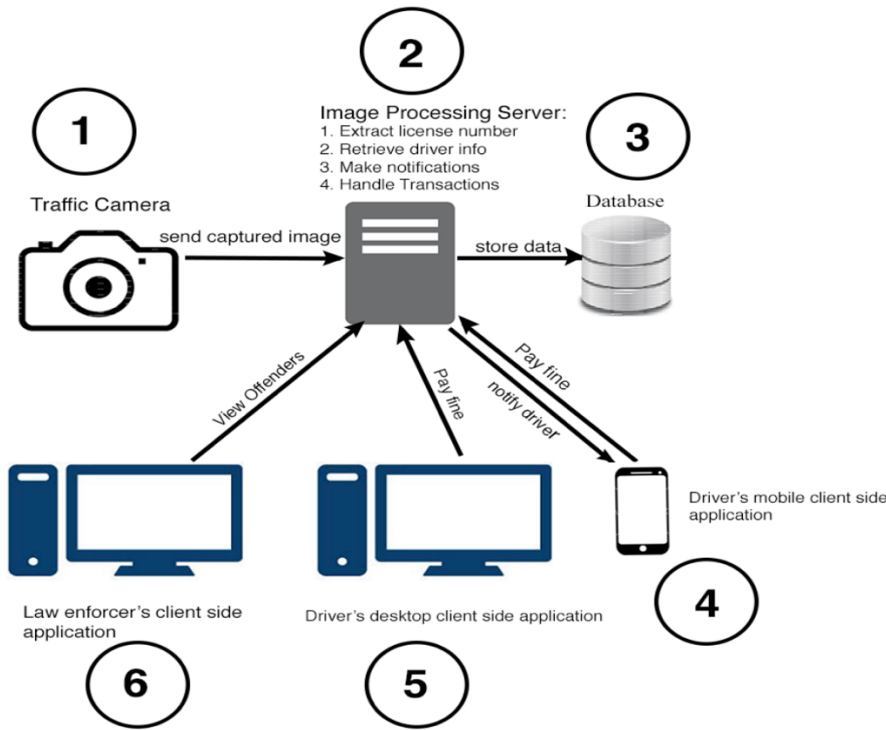 1
Traffic Camera
send captured image
2
Image Processing Server:
1. Extract license number
2. Retrieve driver info
3. Make notifications
4. Handle Transactions
3
Database
store data
View Offenders
Pay fine
notify driver
Pay fine
Driver's mobile client side
application
4
Driver's desktop client side application
5
Law enforcer's client side
application
6